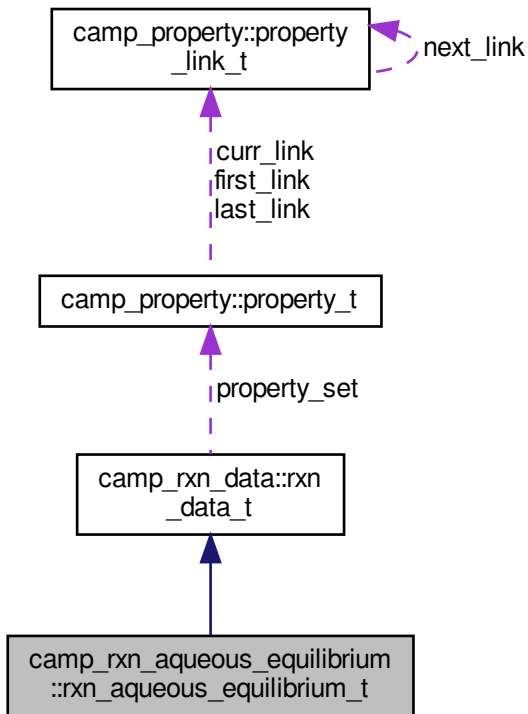 camp_property::property
_link_t
next_link
curr_link
first_link
last_link
camp_property::property_t
property_set
camp_rxn_data::rxn
_data_t
camp_rxn_aqueous_equilibrium
::rxn_aqueous_equilibrium_t